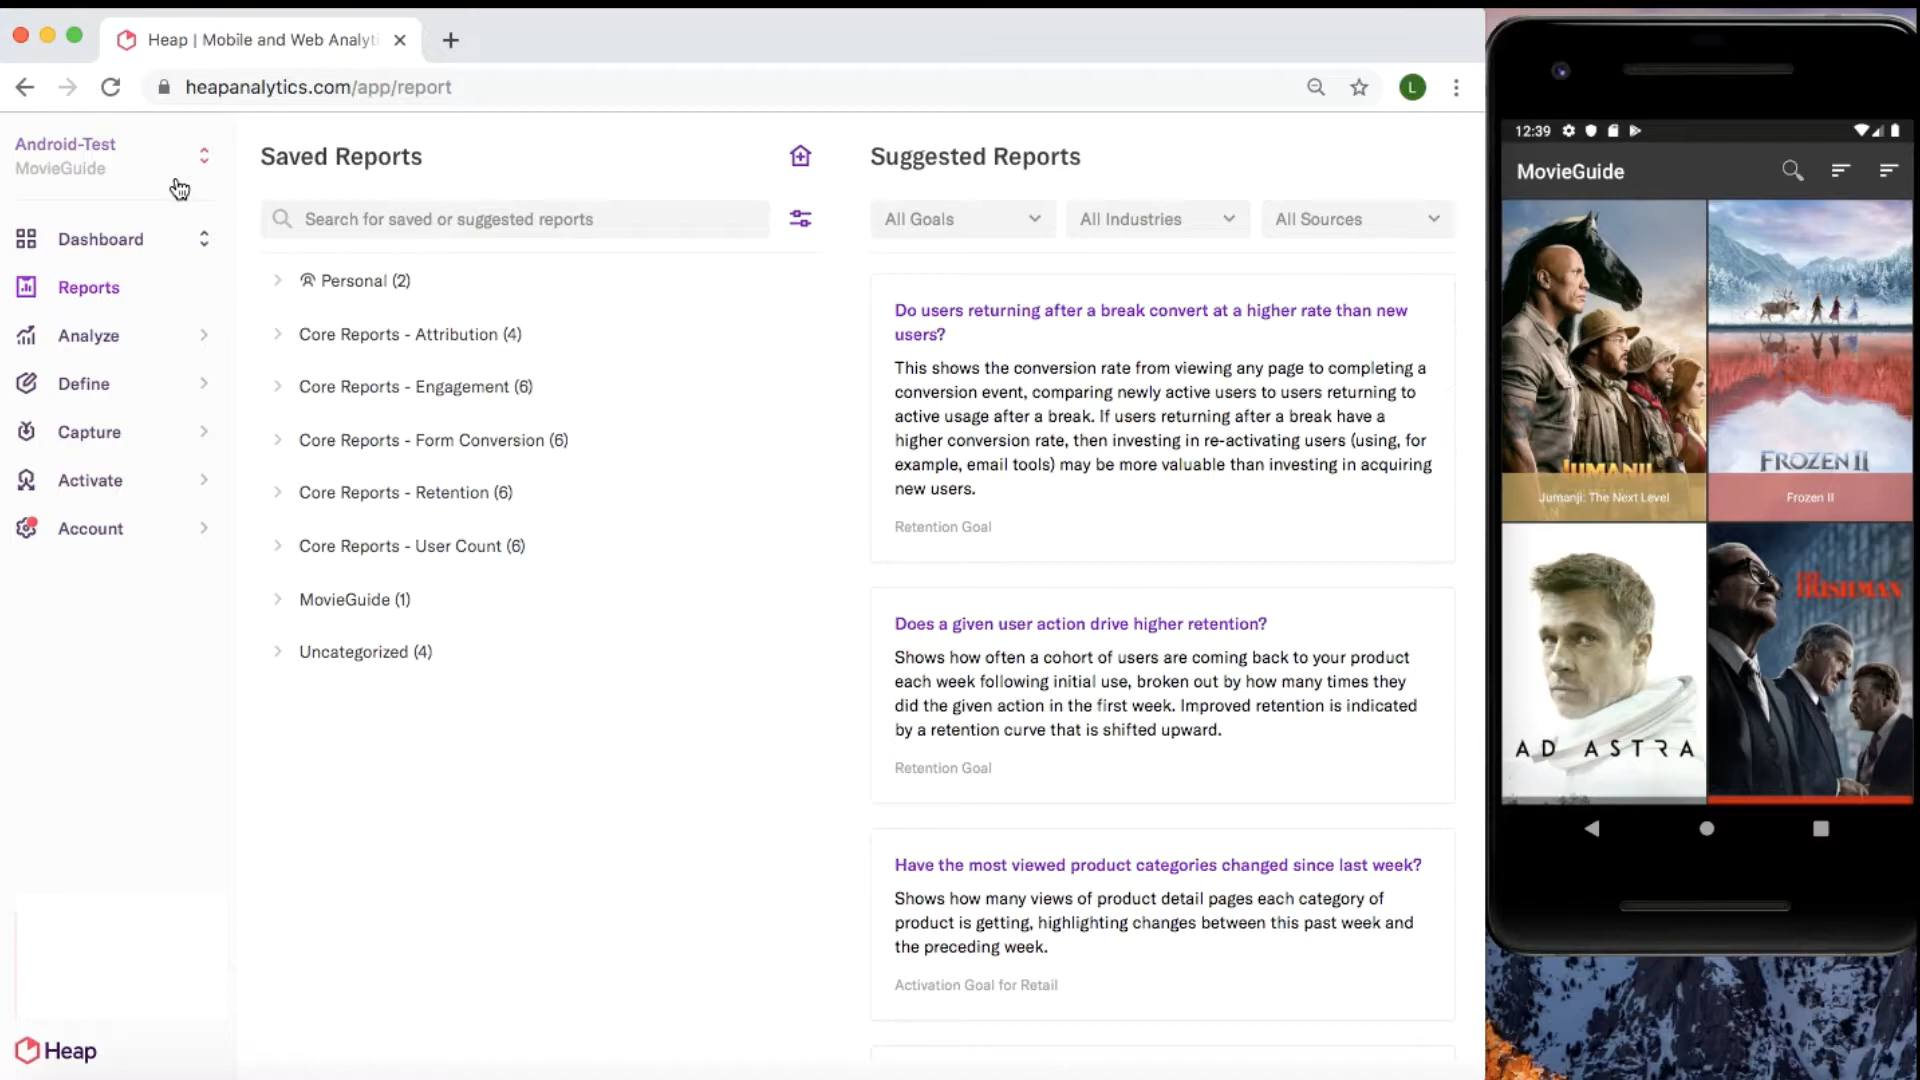 Heap | Mobile and Web Analyti
heapanalytics.com/app/report
L
Android-Test
MovieGuide
Dashboard
Reports
Analyze
Define
Capture
Activate
Account
Heap
Saved Reports
Search for saved or suggested reports
Personal (2)
Core Reports - Attribution (4)
Core Reports - Engagement (6)
Core Reports - Form Conversion (6)
Core Reports - Retention (6)
Core Reports - User Count (6)
MovieGuide (1)
Uncategorized (4)
Suggested Reports
All Goals
All Industries
All Sources
Do users returning after a break convert at a higher rate than new
users?
This shows the conversion rate from viewing any page to completing a
conversion event, comparing newly active users to users returning to
active usage after a break. If users returning after a break have a
higher conversion rate, then investing in re-activating users (using, for
example, email tools) may be more valuable than investing in acquiring
new users.
Retention Goal
Does a given user action drive higher retention?
Shows how often a cohort of users are coming back to your product
each week following initial use, broken out by how many times they
did the given action in the first week. Improved retention is indicated
by a retention curve that is shifted upward.
Retention Goal
Have the most viewed product categories changed since last week?
Shows how many views of product detail pages each category of
product is getting, highlighting changes between this past week and
the preceding week.
Activation Goal for Retail
12:39
MovieGuide
JUMANJI
Jumanji: The Next Level
FROZEN II
Frozen II
AD ASTRA
THE IRISHMAN